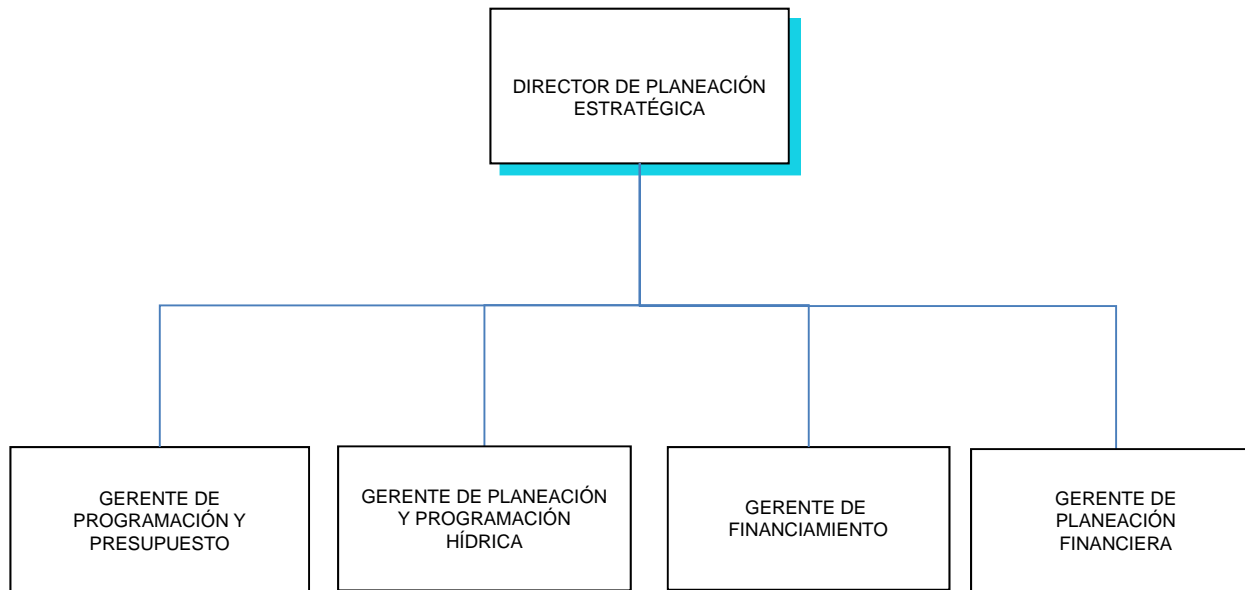 DIRECTOR DE PLANEACIÓN
ESTRATÉGICA
GERENTE DE
PROGRAMACIÓN Y
PRESUPUESTO
GERENTE DE PLANEACIÓN
Y PROGRAMACIÓN
HÍDRICA
GERENTE DE
FINANCIAMIENTO
GERENTE DE
PLANEACIÓN
FINANCIERA